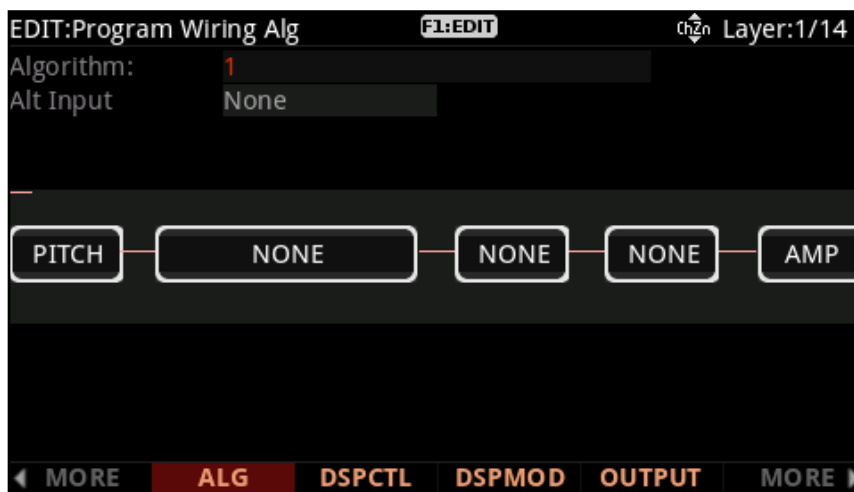 EDIT:Program Wiring Alg F1:EDIT ChZn Layer:1/14
Algorithm: 1
Alt Input None
PITCH NONE NONE NONE AMP
MORE ALG DSPCTL DSPMOD OUTPUT MORE